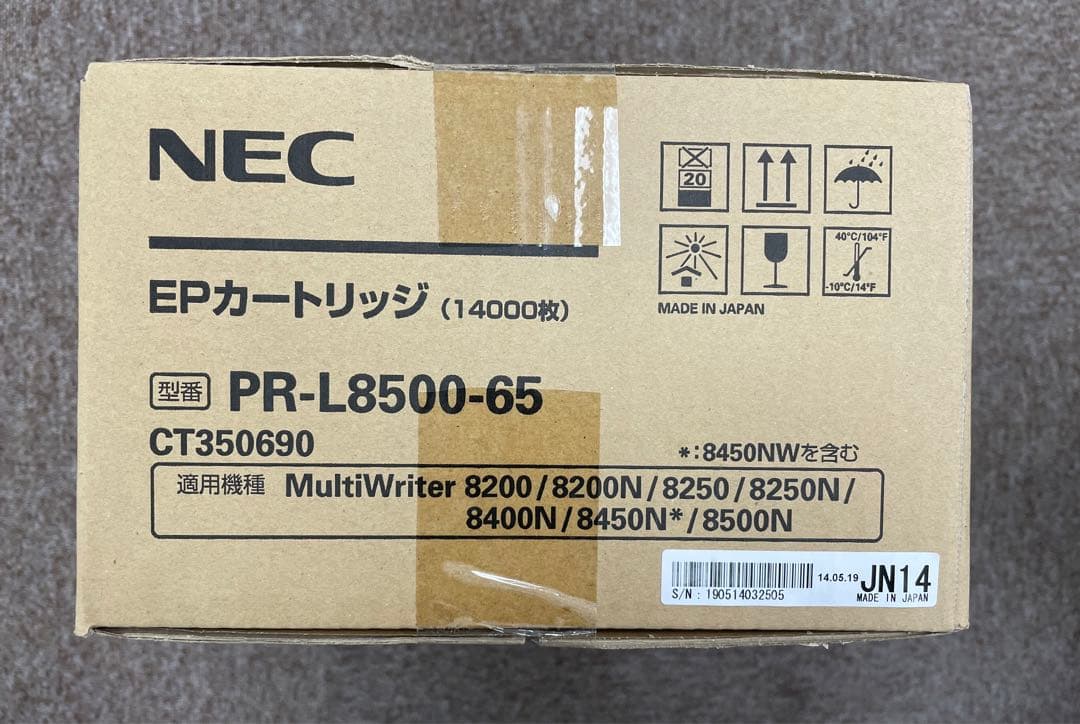 NEC
20
40°C/104°F
-10°C/14°F
MADE IN JAPAN
EPカートリッジ（14000枚）
型番 PR-L8500-65
CT350690
*:8450NWを含む
適用機種 MultiWriter 8200/8200N/8250/8250N/
8400N/8450N*/8500N
14.05.19 JN14
S/N : 190514032505 MADE IN JAPAN